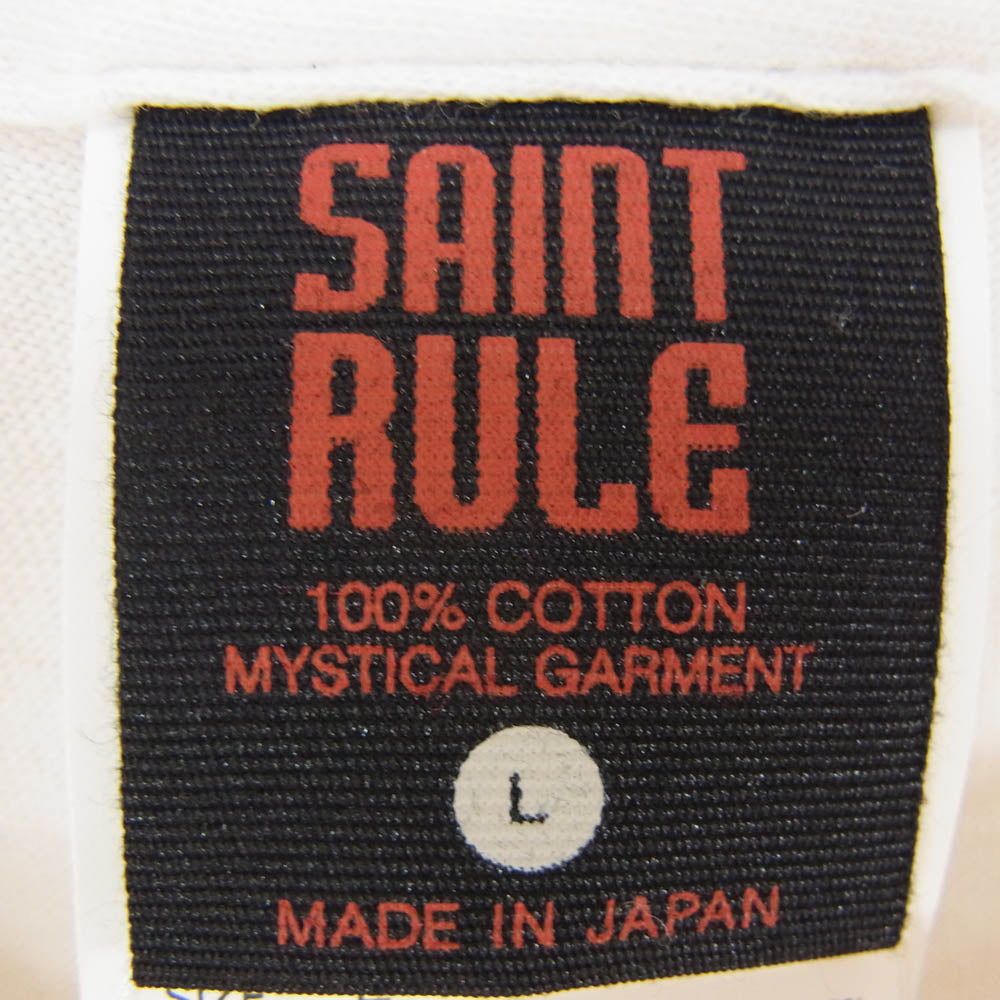 SAINT
RULE
100% COTTON
MYSTICAL GARMENT
L
MADE IN JAPAN